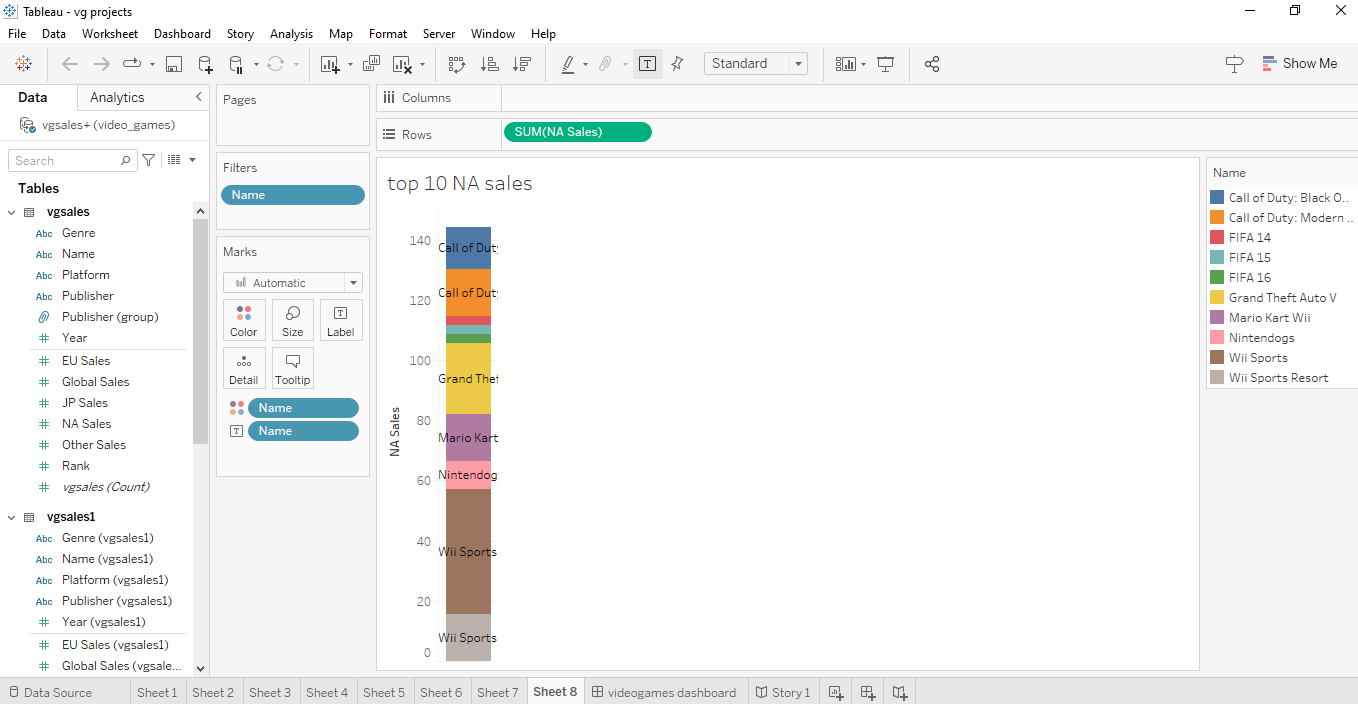 Tableau - vg projects
File Data Worksheet Dashboard Story Analysis Map Format Server Window Help
Standard
Show Me
Data Analytics
vgsales+ (video_games)
Search
Tables
vgsales
Abc Genre
Abc Name
Abc Platform
Abc Publisher
Publisher (group)
# Year
# EU Sales
# Global Sales
# JP Sales
# NA Sales
# Other Sales
# Rank
# vgsales (Count)
vgsales1
Abc Genre (vgsales1)
Abc Name (vgsales1)
Abc Platform (vgsales1)
Abc Publisher (vgsales1)
# Year (vgsales1)
# EU Sales (vgsales1)
# Global Sales (vgsale...
Pages
Filters
Name
Marks
Automatic
Color Size Label
Detail Tooltip
Name
T Name
Columns
Rows SUM(NA Sales)
top 10 NA sales
NA Sales
140
120
100
80
60
40
20
0
Call of Duty
Call of Duty
Grand Thef
Mario Kart
Nintendog
Wii Sports
Wii Sports
Name
Call of Duty: Black O..
Call of Duty: Modern ..
FIFA 14
FIFA 15
FIFA 16
Grand Theft Auto V
Mario Kart Wii
Nintendogs
Wii Sports
Wii Sports Resort
Data Source Sheet 1 Sheet 2 Sheet 3 Sheet 4 Sheet 5 Sheet 6 Sheet 7 Sheet 8 videogames dashboard Story 1